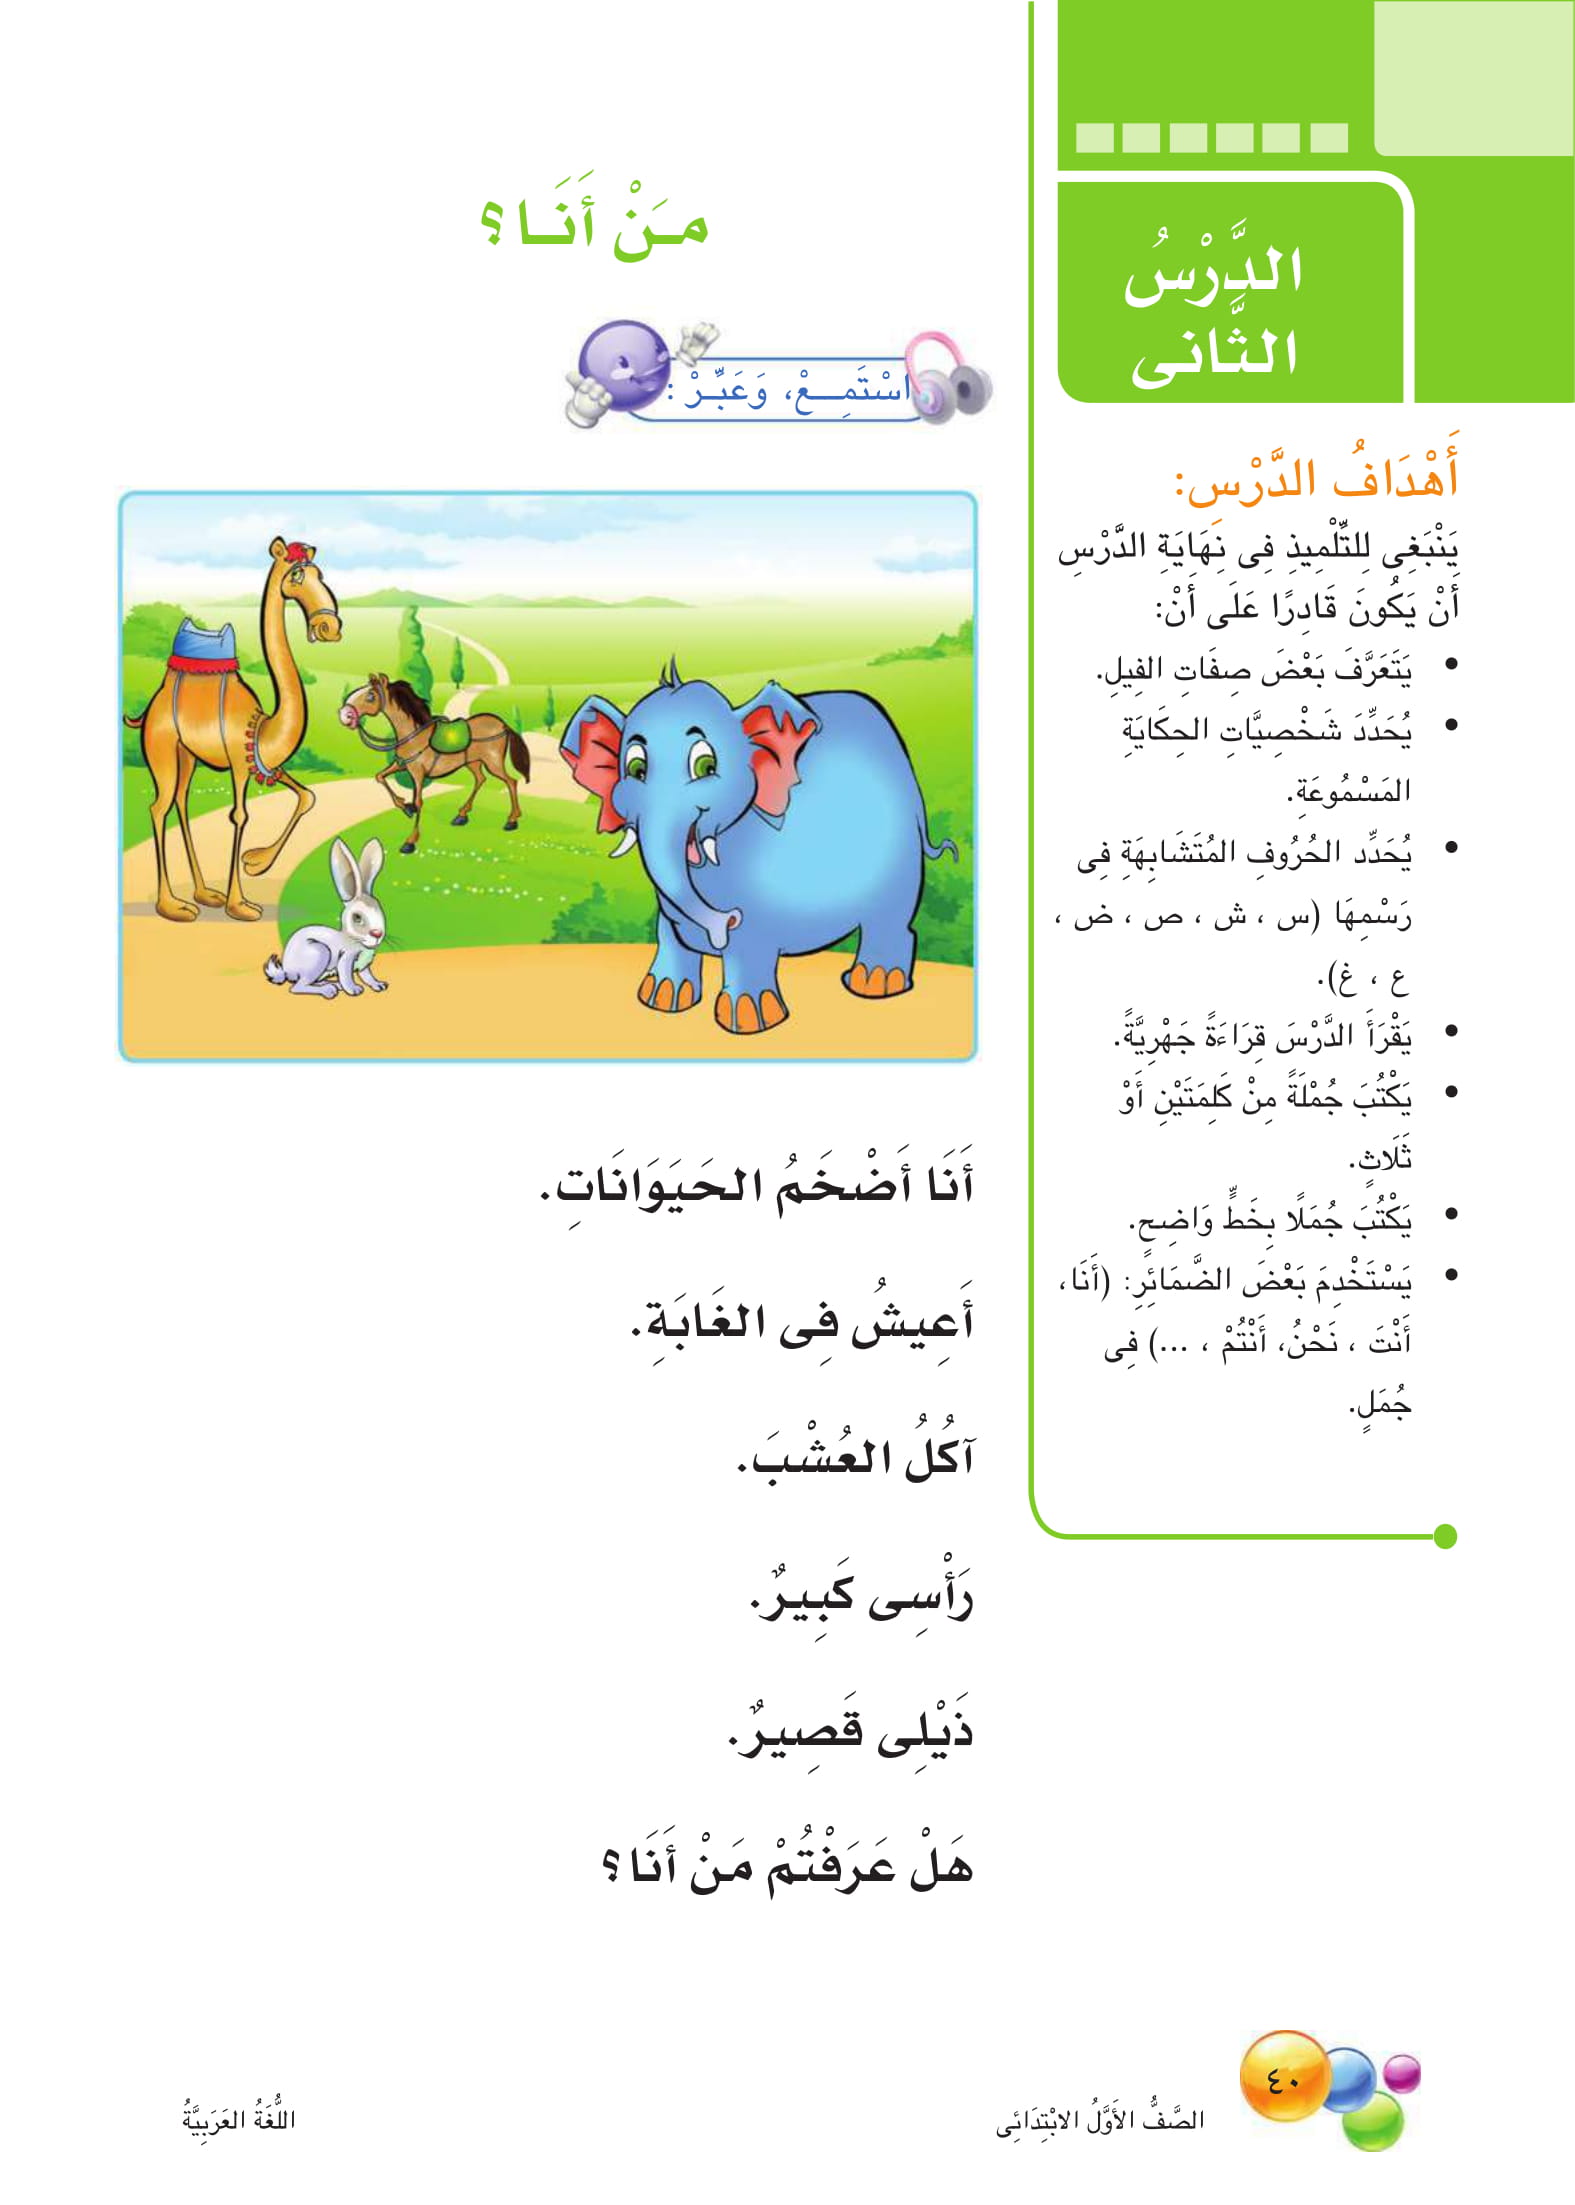 الدَّرْسُ
الثَّانى
مَنْ أَنَا ؟
اسْتَمِعْ، وَعَبِّرْ :
أَهْدَافُ الدَّرْسِ:
يَنْبَغِى لِلتِّلْمِيذِ فِى نِهَايَةِ الدَّرْسِ
أَنْ يَكُونَ قَادِرًا عَلَى أَنْ:
• يَتَعَرَّفَ بَعْضَ صِفَاتِ الفِيلِ.
• يُحَدِّدَ شَخْصِيَّاتِ الحِكَايَةِ
المَسْمُوعَةِ.
• يُحَدِّد الحُرُوفِ المُتَشَابِهَةِ فِى
رَسْمِهَا (س ، ش ، ص ، ض ،
ع ، غ).
• يَقْرَأَ الدَّرْسَ قِرَاءَةً جَهْرِيَّةً.
• يَكْتُبَ جُمْلَةً مِنْ كَلِمَتَيْنِ أَوْ
ثَلَاثٍ.
• يَكْتُبَ جُمَلًا بِخَطٍّ وَاضِحٍ.
• يَسْتَخْدِمَ بَعْضَ الضَّمَائِرِ: (أَنَا،
أَنْتَ ، نَحْنُ، أَنْتُمْ ، ...) فِى
جُمَلٍ.
أَنَا أَضْخَمُ الحَيَوَانَاتِ.
أَعِيشُ فِى الغَابَةِ.
آكُلُ العُشْبَ.
رَأْسِى كَبِيرٌ.
ذَيْلِى قَصِيرٌ.
هَلْ عَرَفْتُمْ مَنْ أَنَا ؟
٤٠
الصَّفُّ الأَوَّلُ الابْتِدَائِى
اللُّغَةُ العَرَبِيَّةُ